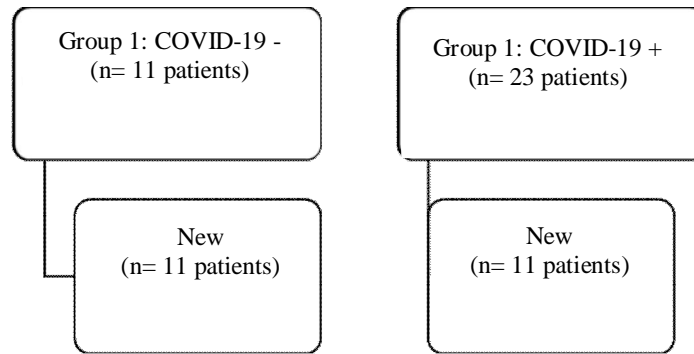 Group 1: COVID-19 -
(n= 11 patients)
Group 1: COVID-19 +
(n= 23 patients)
New
(n= 11 patients)
New
(n= 11 patients)